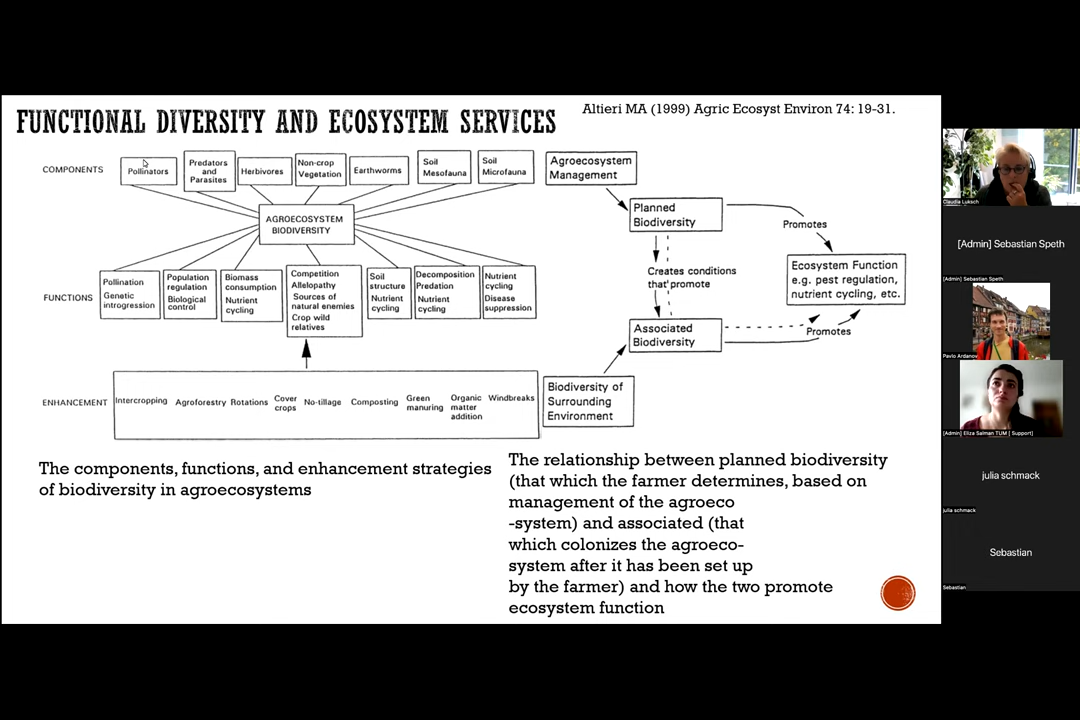 FUNCTIONAL DIVERSITY AND ECOSYSTEM SERVICES
Altieri MA (1999) Agric Ecosyst Environ 74: 19-31.
COMPONENTS
Pollinators
Predators
and
Parasites
Herbivores
Non-crop
Vegetation
Earthworms
Soil
Mesofauna
Soil
Microfauna
AGROECOSYSTEM
BIODIVERSITY
FUNCTIONS
Pollination
Genetic
introgression
Population
regulation
Biological
control
Biomass
consumption
Nutrient
cycling
Competition
Allelopathy
Sources of
natural enemies
Crop wild
relatives
Soil
structure
Nutrient
cycling
Decomposition
Predation
Nutrient
cycling
Nutrient
cycling
Disease
suppression
ENHANCEMENT
Intercropping
Agroforestry
Rotations
Cover
crops
No-tillage
Composting
Green
manuring
Organic
matter
addition
Windbreaks
Agroecosystem
Management
Planned
Biodiversity
Promotes
Creates conditions
that promote
Ecosystem Function
e.g. pest regulation,
nutrient cycling, etc.
Associated
Biodiversity
Promotes
Biodiversity of
Surrounding
Environment
The components, functions, and enhancement strategies
of biodiversity in agroecosystems
The relationship between planned biodiversity
(that which the farmer determines, based on
management of the agroeco
-system) and associated (that
which colonizes the agroeco-
system after it has been set up
by the farmer) and how the two promote
ecosystem function
Claudia Luksch
[Admin] Sebastian Speth
[Admin] Sebastian Speth
Pavlo Ardanov
[Admin] Eliza Salman TUM [ Support]
julia schmack
julia schmack
Sebastian
Sebastian